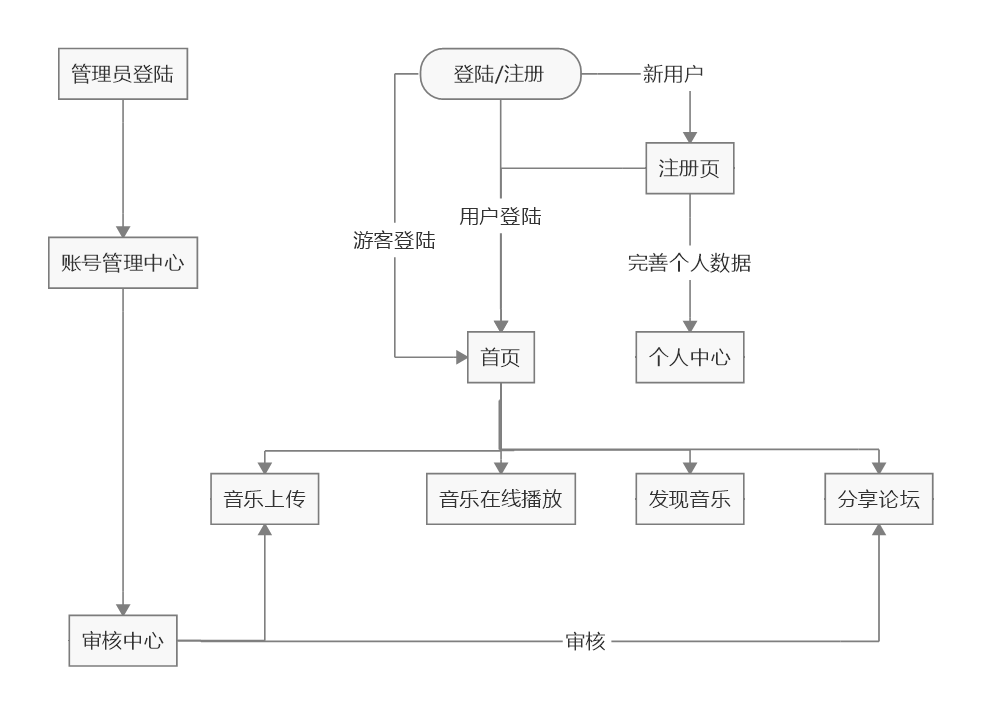 管理员登陆
登陆/注册
新用户
注册页
用户登陆
游客登陆
账号管理中心
完善个人数据
首页
个人中心
音乐上传
音乐在线播放
发现音乐
分享论坛
审核中心
审核